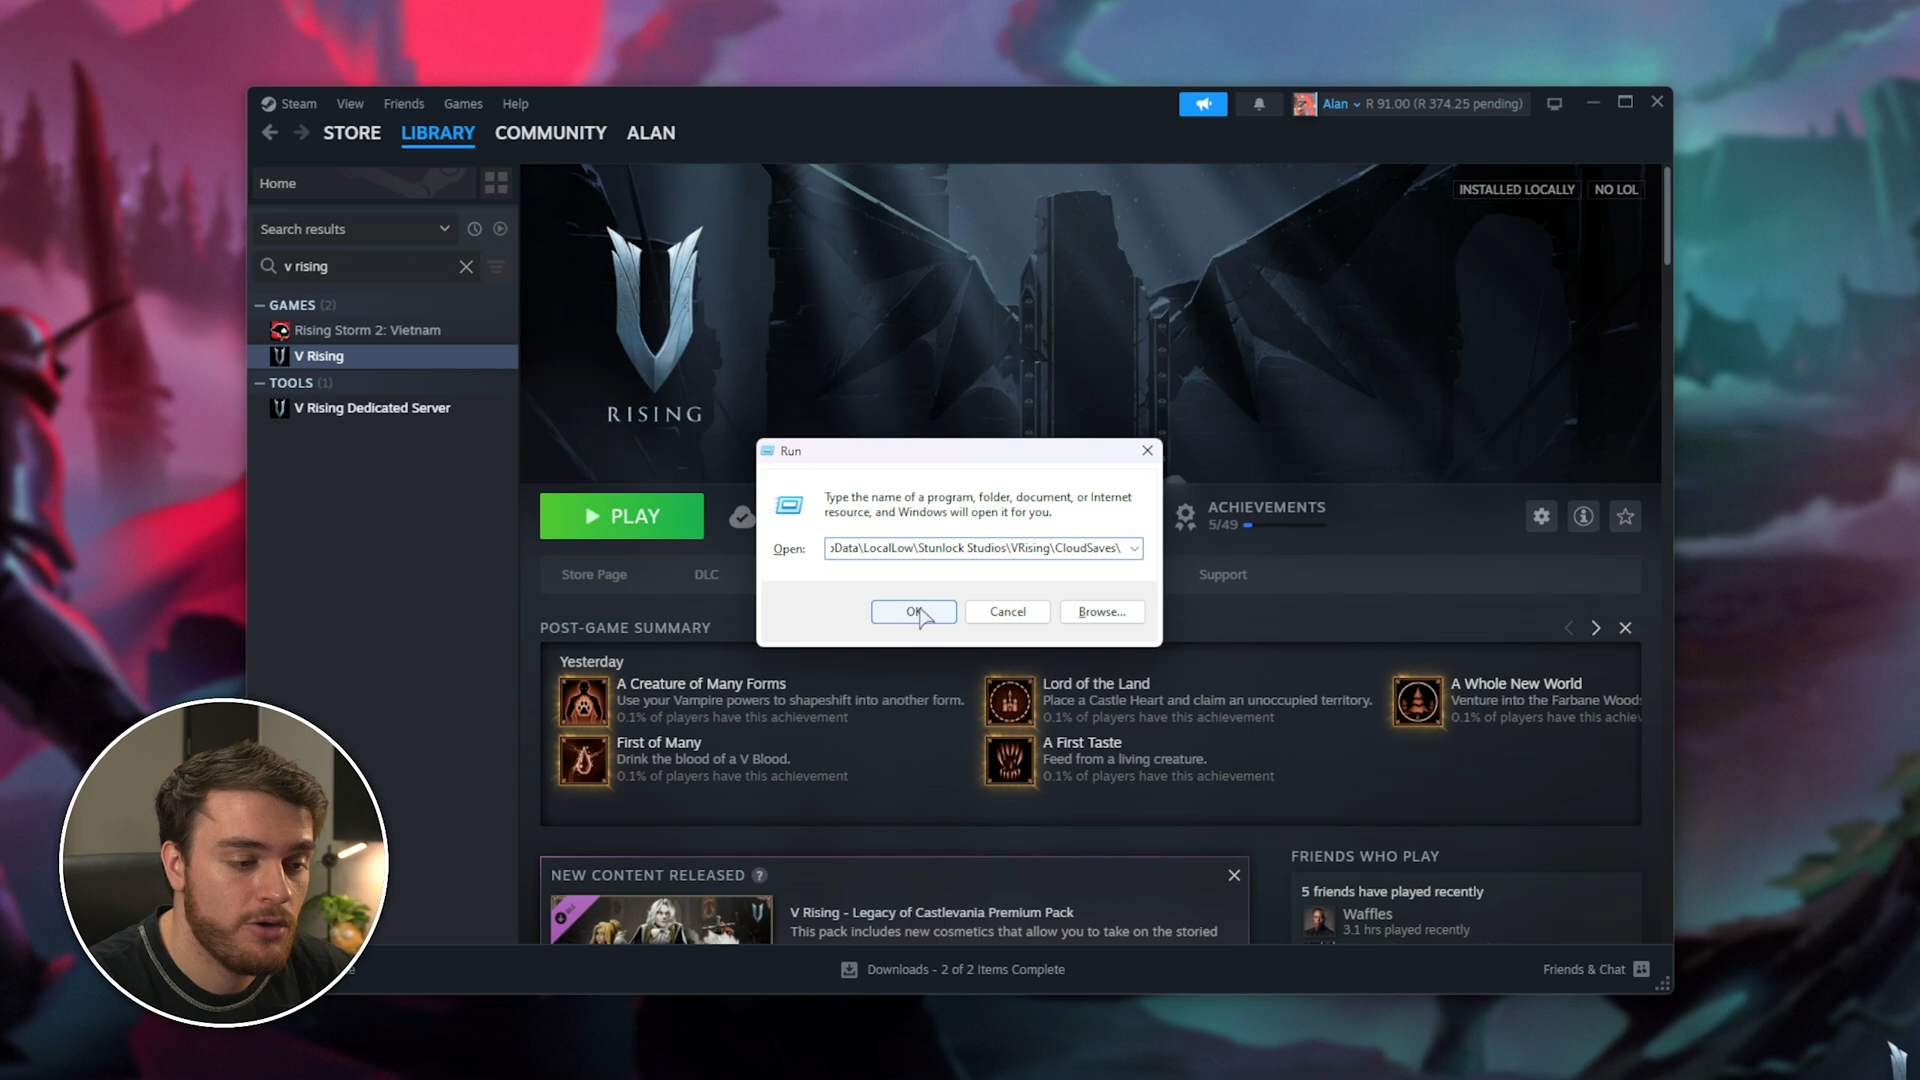 Steam View Friends Games Help
Alan R 91.00 (R 374.25 pending)
STORE LIBRARY COMMUNITY ALAN
Home
INSTALLED LOCALLY NO LOL
Search results
v rising
GAMES (2)
Rising Storm 2: Vietnam
V Rising
TOOLS (1)
V Rising Dedicated Server
RISING
Run
Type the name of a program, folder, document, or Internet
resource, and Windows will open it for you.
Open: Data\LocalLow\Stunlock Studios\VRising\CloudSaves\
OK Cancel Browse...
PLAY
ACHIEVEMENTS
5/49
Store Page DLC Support
POST-GAME SUMMARY
Yesterday
A Creature of Many Forms
Use your Vampire powers to shapeshift into another form.
0.1% of players have this achievement
Lord of the Land
Place a Castle Heart and claim an unoccupied territory.
0.1% of players have this achievement
A Whole New World
Venture into the Farbane Woods
0.1% of players have this achiev
First of Many
Drink the blood of a V Blood.
0.1% of players have this achievement
A First Taste
Feed from a living creature.
0.1% of players have this achievement
NEW CONTENT RELEASED ?
V Rising - Legacy of Castlevania Premium Pack
This pack includes new cosmetics that allow you to take on the storied
FRIENDS WHO PLAY
5 friends have played recently
Waffles
3.1 hrs played recently
Downloads - 2 of 2 Items Complete
Friends & Chat